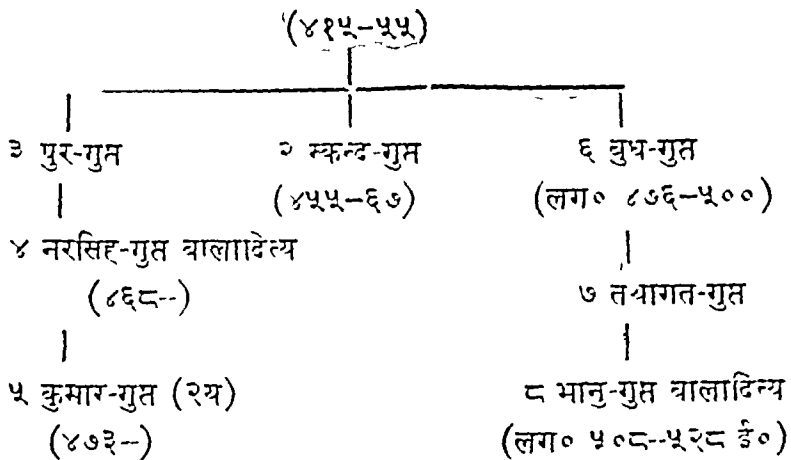 (४१५-५५)
३ पुर-गुप्त २ स्कन्द-गुप्त ६ बुध-गुप्त
(४५५-६७) (लग० ४७६-५००)
४ नरसिंह-गुप्त बालादित्य
(४६८--) ७ तथागत-गुप्त
५ कुमार-गुप्त (२य) ८ भानु-गुप्त बालादित्य
(४७३--) (लग० ५०८--५२८ ई०)